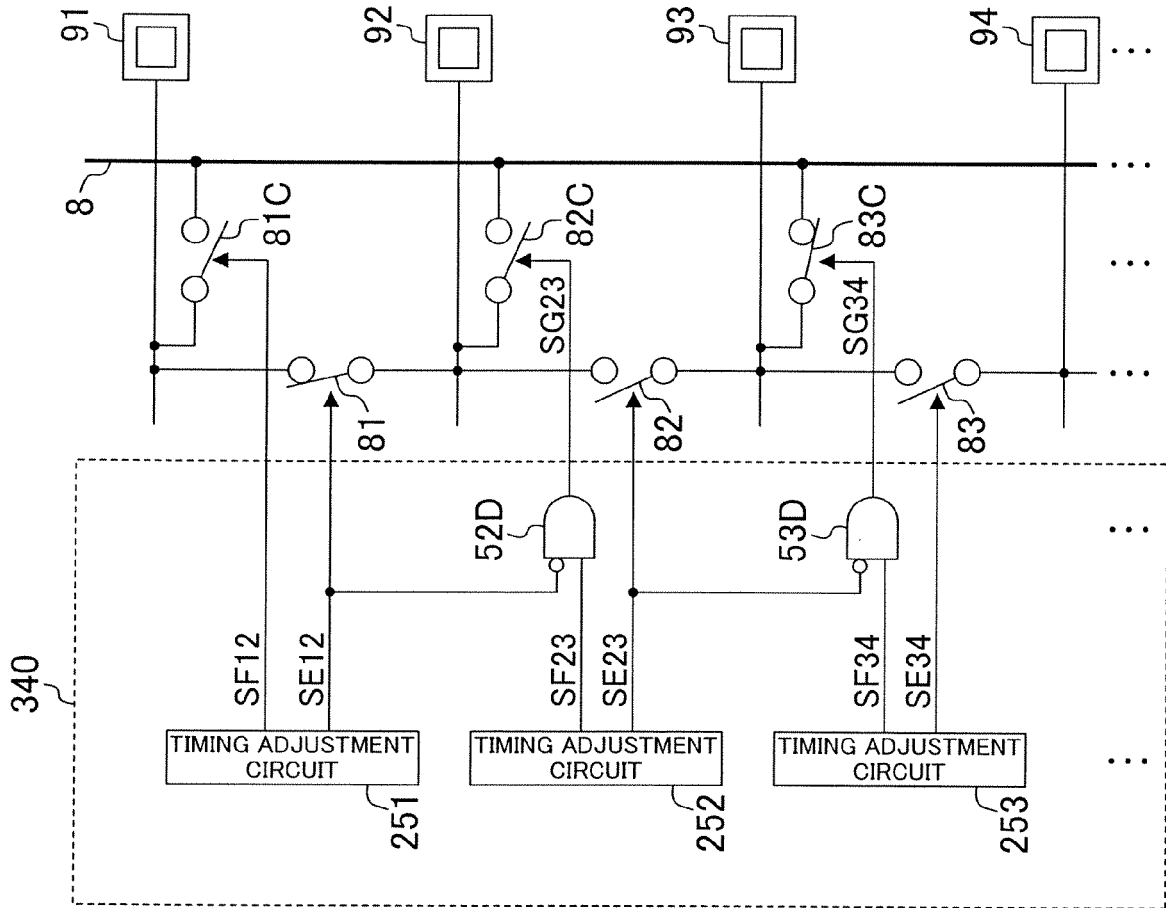 91
92
93
94
...
8
81C
82C
83C
...
SG23
SG34
81
82
83
...
340
52D
53D
...
SF12
SE12
SF23
SE23
SF34
SE34
TIMING ADJUSTMENT
CIRCUIT
TIMING ADJUSTMENT
CIRCUIT
TIMING ADJUSTMENT
CIRCUIT
...
251
252
253